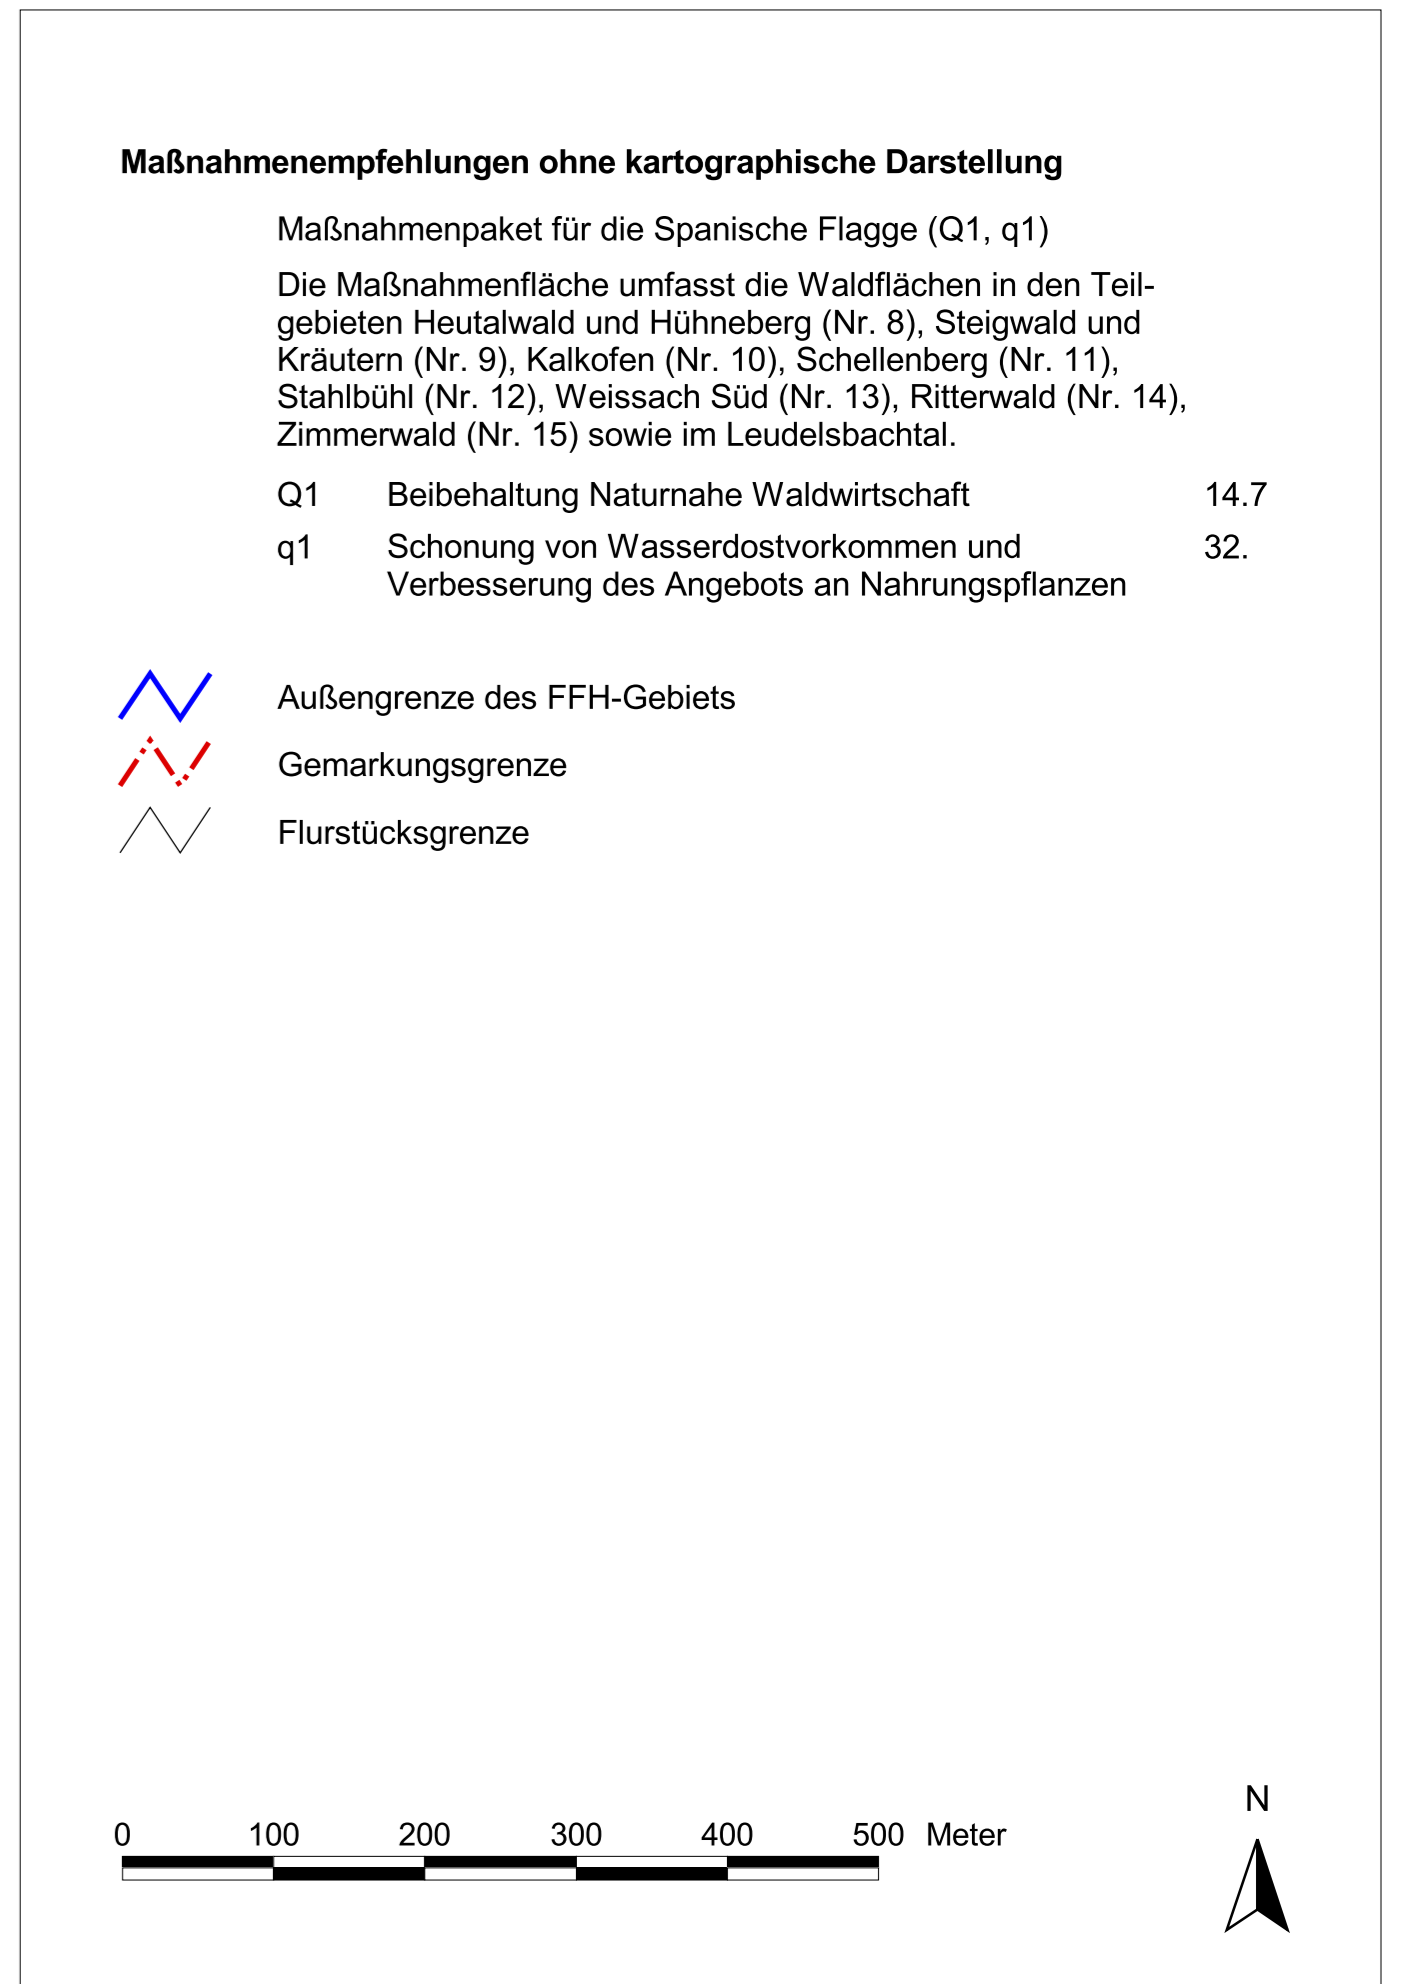 Maßnahmenempfehlungen ohne kartographische Darstellung
Maßnahmenpaket für die Spanische Flagge (Q1, q1)
Die Maßnahmenfläche umfasst die Waldflächen in den Teil-
gebieten Heutalwald und Hühneberg (Nr. 8), Steigwald und
Kräutern (Nr. 9), Kalkofen (Nr. 10), Schellenberg (Nr. 11),
Stahlbühl (Nr. 12), Weissach Süd (Nr. 13), Ritterwald (Nr. 14),
Zimmerwald (Nr. 15) sowie im Leudelsbachtal.
Q1 Beibehaltung Naturnahe Waldwirtschaft 14.7
q1 Schonung von Wasserdostvorkommen und 32.
Verbesserung des Angebots an Nahrungspflanzen
Außengrenze des FFH-Gebiets
Gemarkungsgrenze
Flurstücksgrenze
N
0 100 200 300 400 500 Meter